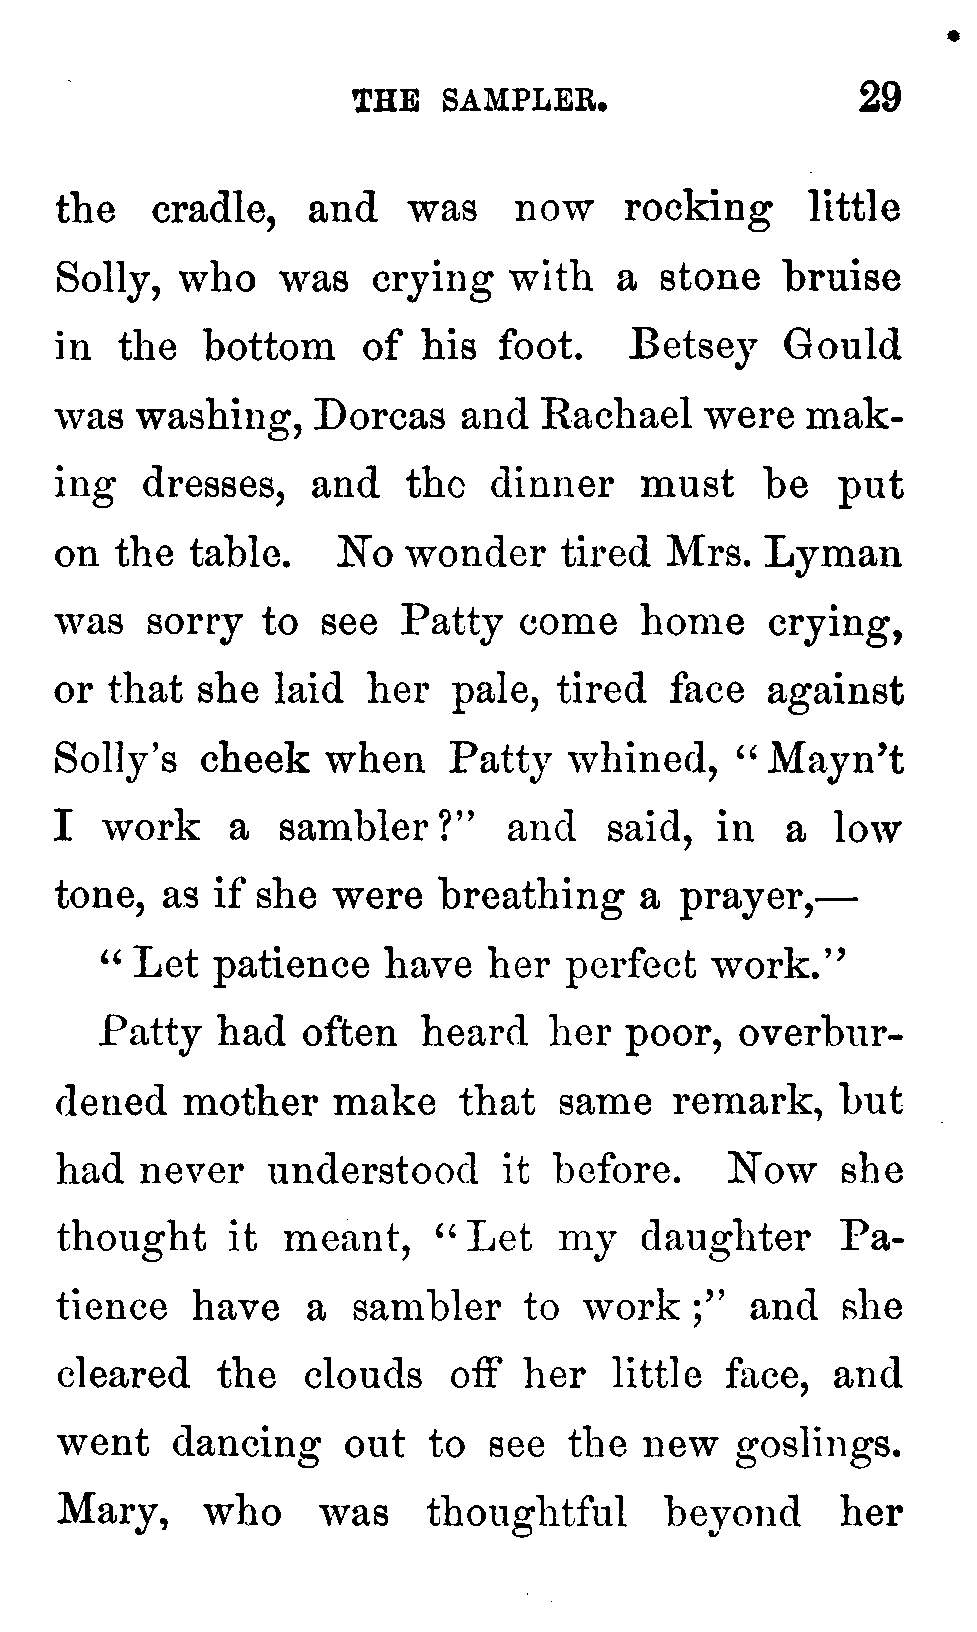 THE SAMPLER. 29
the cradle, and was now rocking little
Solly, who was crying with a stone bruise
in the bottom of his foot. Betsey Gould
was washing, Dorcas and Rachael were mak-
ing dresses, and the dinner must be put
on the table. No wonder tired Mrs. Lyman
was sorry to see Patty come home crying,
or that she laid her pale, tired face against
Solly's cheek when Patty whined, "Mayn't
I work a sambler?" and said, in a low
tone, as if she were breathing a prayer,—
"Let patience have her perfect work."
Patty had often heard her poor, overbur-
dened mother make that same remark, but
had never understood it before. Now she
thought it meant, "Let my daughter Pa-
tience have a sambler to work;" and she
cleared the clouds off her little face, and
went dancing out to see the new goslings.
Mary, who was thoughtful beyond her